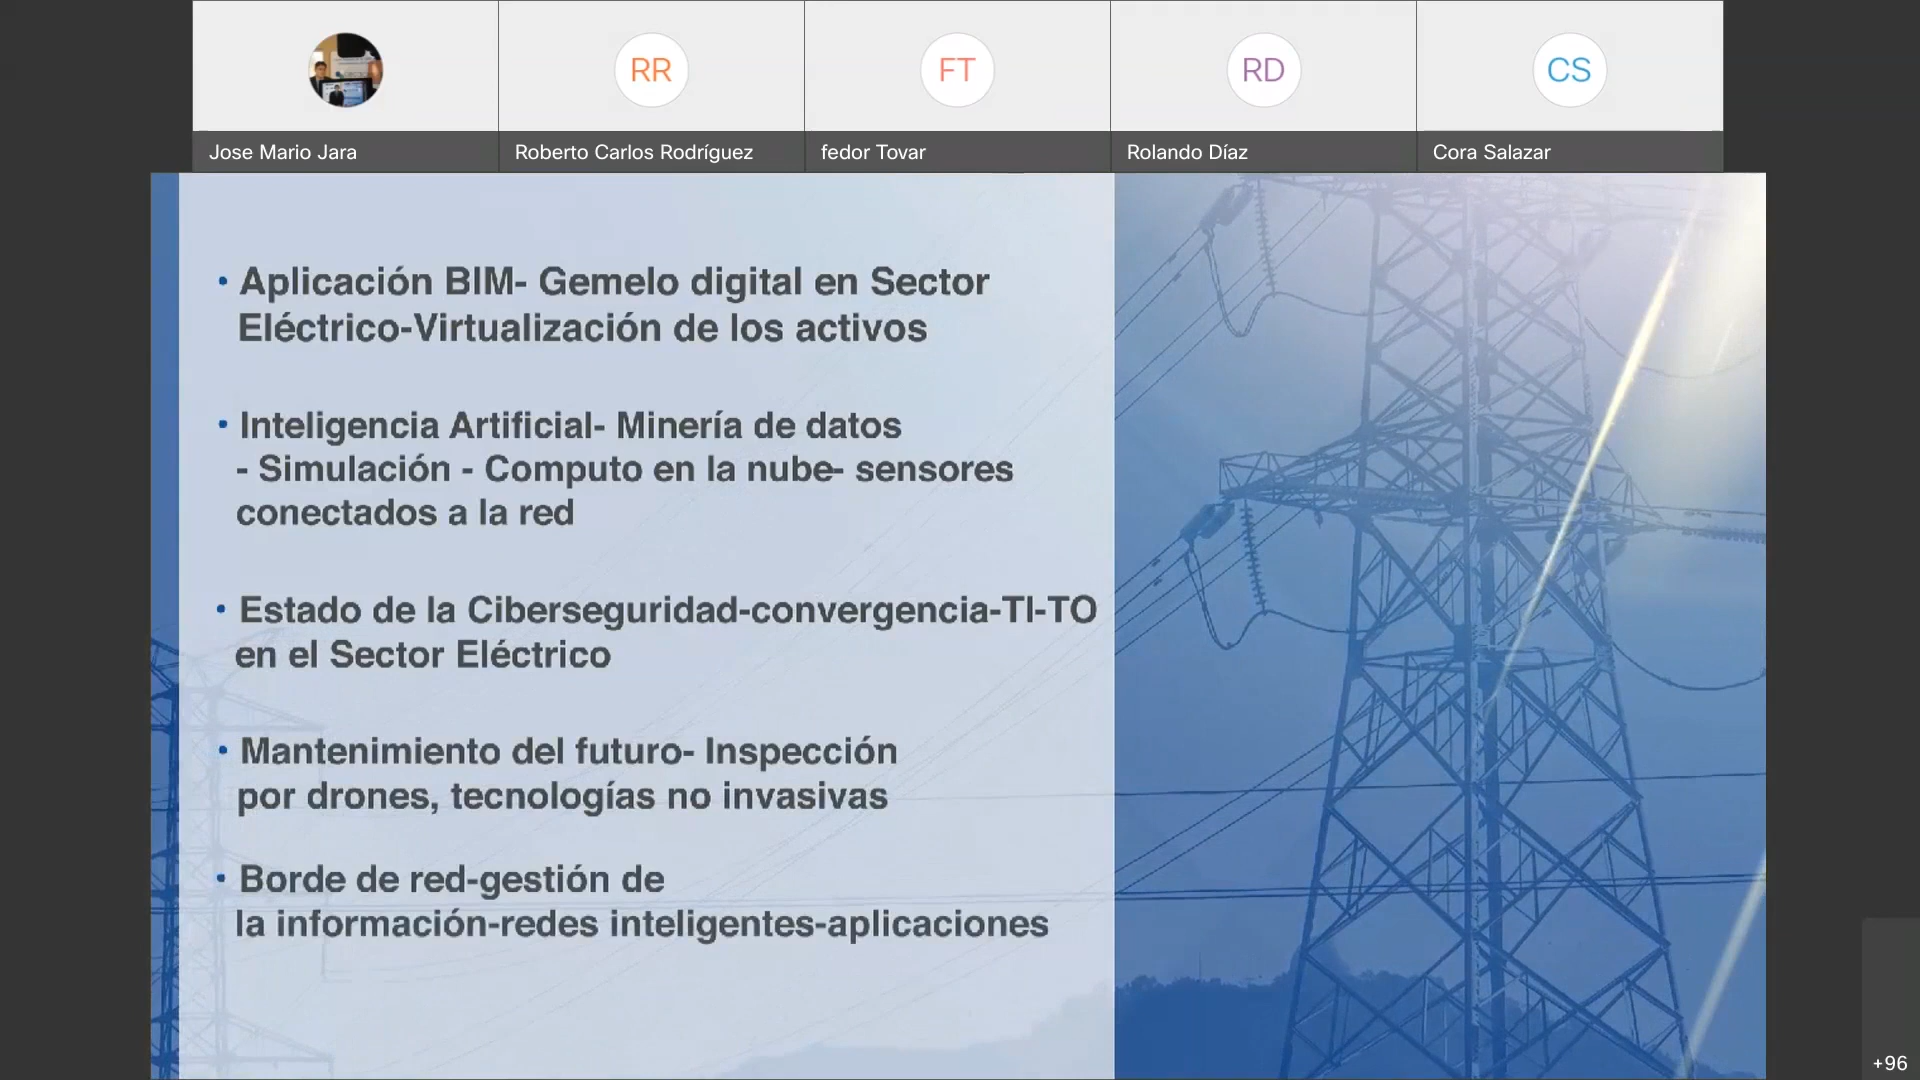 RR
FT
RD
CS
Jose Mario Jara
Roberto Carlos Rodríguez
fedor Tovar
Rolando Díaz
Cora Salazar
• Aplicación BIM- Gemelo digital en Sector
Eléctrico-Virtualización de los activos
• Inteligencia Artificial- Minería de datos
- Simulación - Computo en la nube- sensores
conectados a la red
• Estado de la Ciberseguridad-convergencia-TI-TO
en el Sector Eléctrico
• Mantenimiento del futuro- Inspección
por drones, tecnologías no invasivas
• Borde de red-gestión de
la información-redes inteligentes-aplicaciones
+96